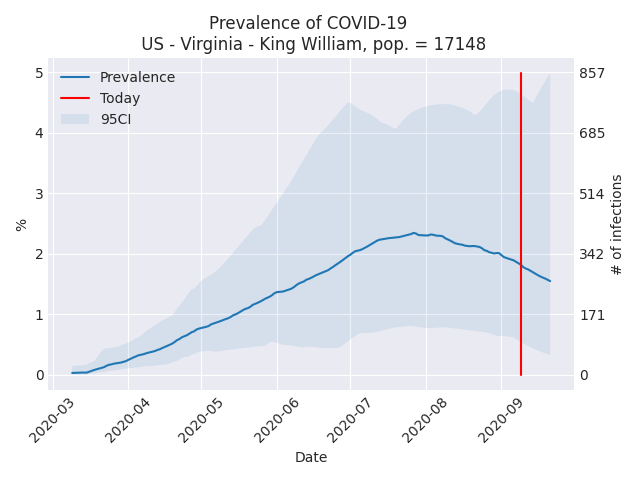 Prevalence of COVID-19
US - Virginia - King William, pop. = 17148
Prevalence
Today
95CI
5
4
3
2
1
0
%
857
685
514
342
171
0
# of infections
2020-03
2020-04
2020-05
2020-06
2020-07
2020-08
2020-09
Date